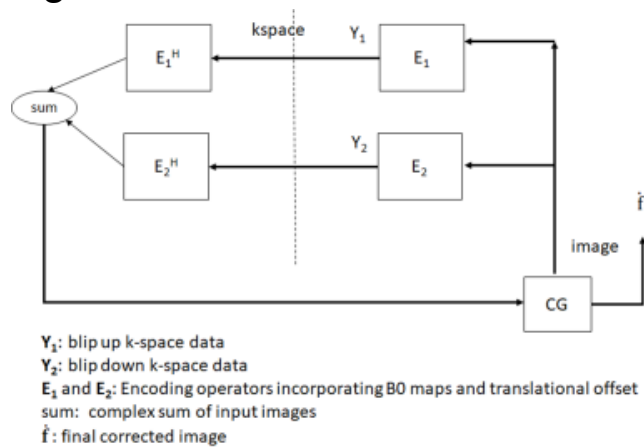 kspace
Y₁
E₁ᴴ
E₁
sum
Y₂
E₂ᴴ
E₂
ḟ
image
CG
Y₁: blip up k-space data
Y₂: blip down k-space data
E₁ and E₂: Encoding operators incorporating B0 maps and translational offset
sum: complex sum of input images
ḟ : final corrected image